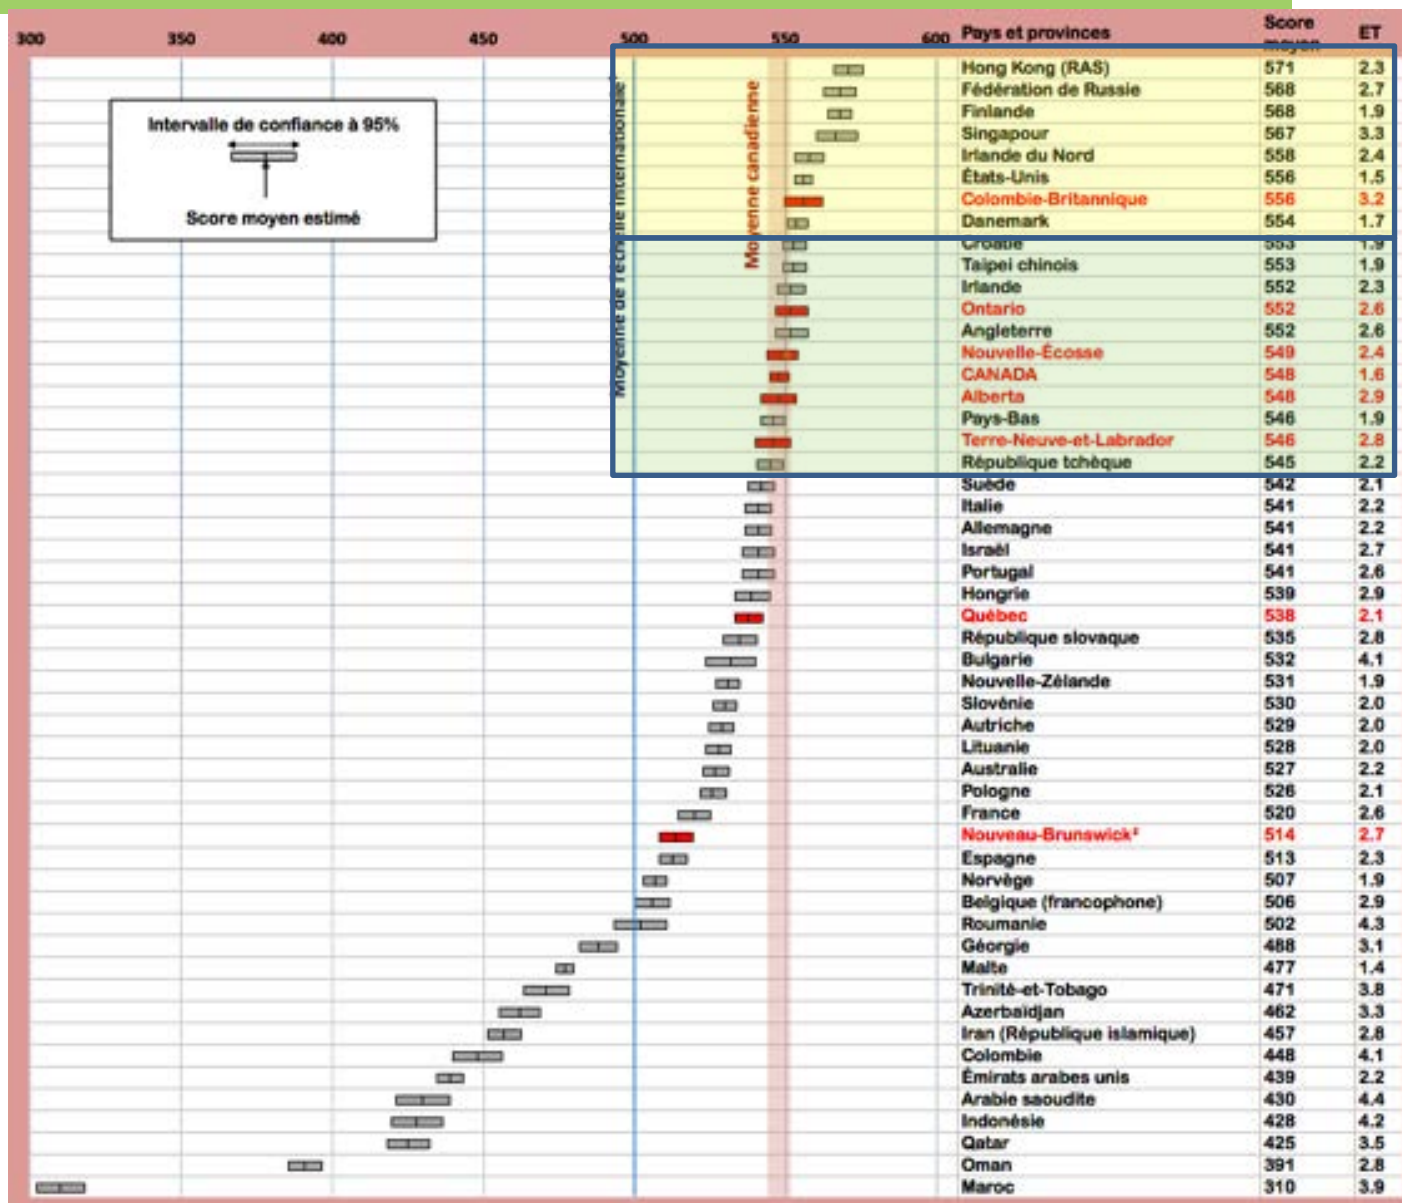 300 350 400 450 500 550 600 Pays et provinces Score moyen ET
Intervalle de confiance à 95%
Score moyen estimé
Moyenne de l'échelle internationale
Moyenne canadienne
Hong Kong (RAS) 571 2.3
Fédération de Russie 568 2.7
Finlande 568 1.9
Singapour 567 3.3
Irlande du Nord 558 2.4
États-Unis 556 1.5
Colombie-Britannique 556 3.2
Danemark 554 1.7
Croatie 553 1.9
Taipei chinois 553 1.9
Irlande 552 2.3
Ontario 552 2.6
Angleterre 552 2.6
Nouvelle-Écosse 549 2.4
CANADA 548 1.6
Alberta 548 2.9
Pays-Bas 546 1.9
Terre-Neuve-et-Labrador 546 2.8
République tchèque 545 2.2
Suède 542 2.1
Italie 541 2.2
Allemagne 541 2.2
Israël 541 2.7
Portugal 541 2.6
Hongrie 539 2.9
Québec 538 2.1
République slovaque 535 2.8
Bulgarie 532 4.1
Nouvelle-Zélande 531 1.9
Slovénie 530 2.0
Autriche 529 2.0
Lituanie 528 2.0
Australie 527 2.2
Pologne 526 2.1
France 520 2.6
Nouveau-Brunswick² 514 2.7
Espagne 513 2.3
Norvège 507 1.9
Belgique (francophone) 506 2.9
Roumanie 502 4.3
Géorgie 488 3.1
Malte 477 1.4
Trinité-et-Tobago 471 3.8
Azerbaïdjan 462 3.3
Iran (République islamique) 457 2.8
Colombie 448 4.1
Émirats arabes unis 439 2.2
Arabie saoudite 430 4.4
Indonésie 428 4.2
Qatar 425 3.5
Oman 391 2.8
Maroc 310 3.9